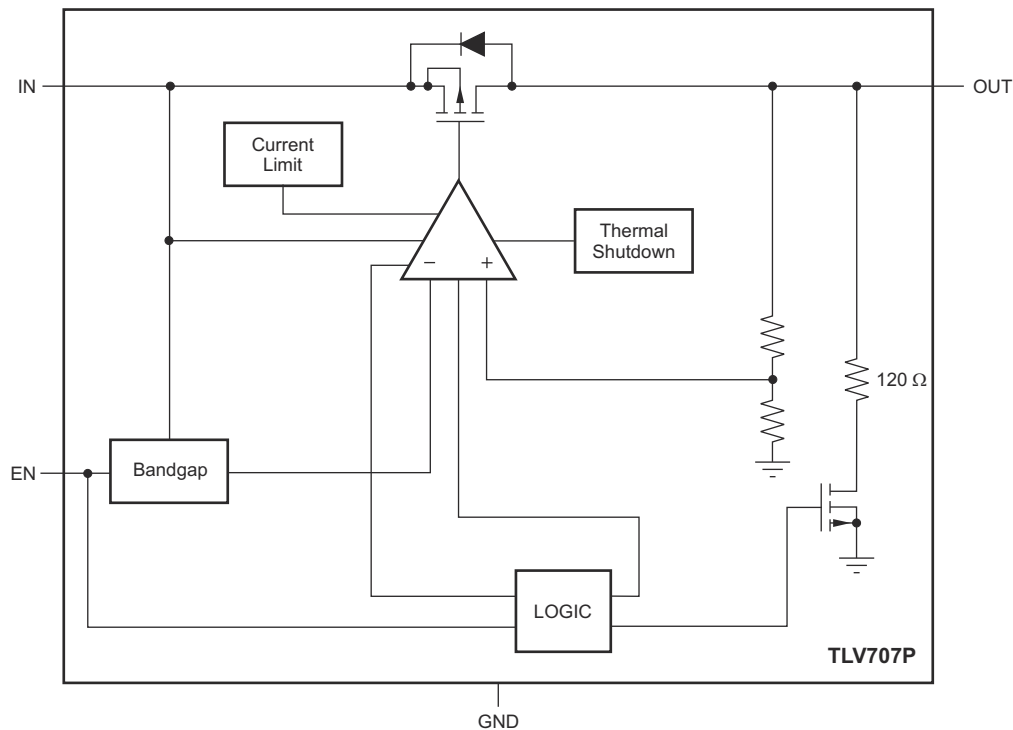 IN
OUT
Current
Limit
Thermal
Shutdown
−
+
120 Ω
EN
Bandgap
LOGIC
TLV707P
GND